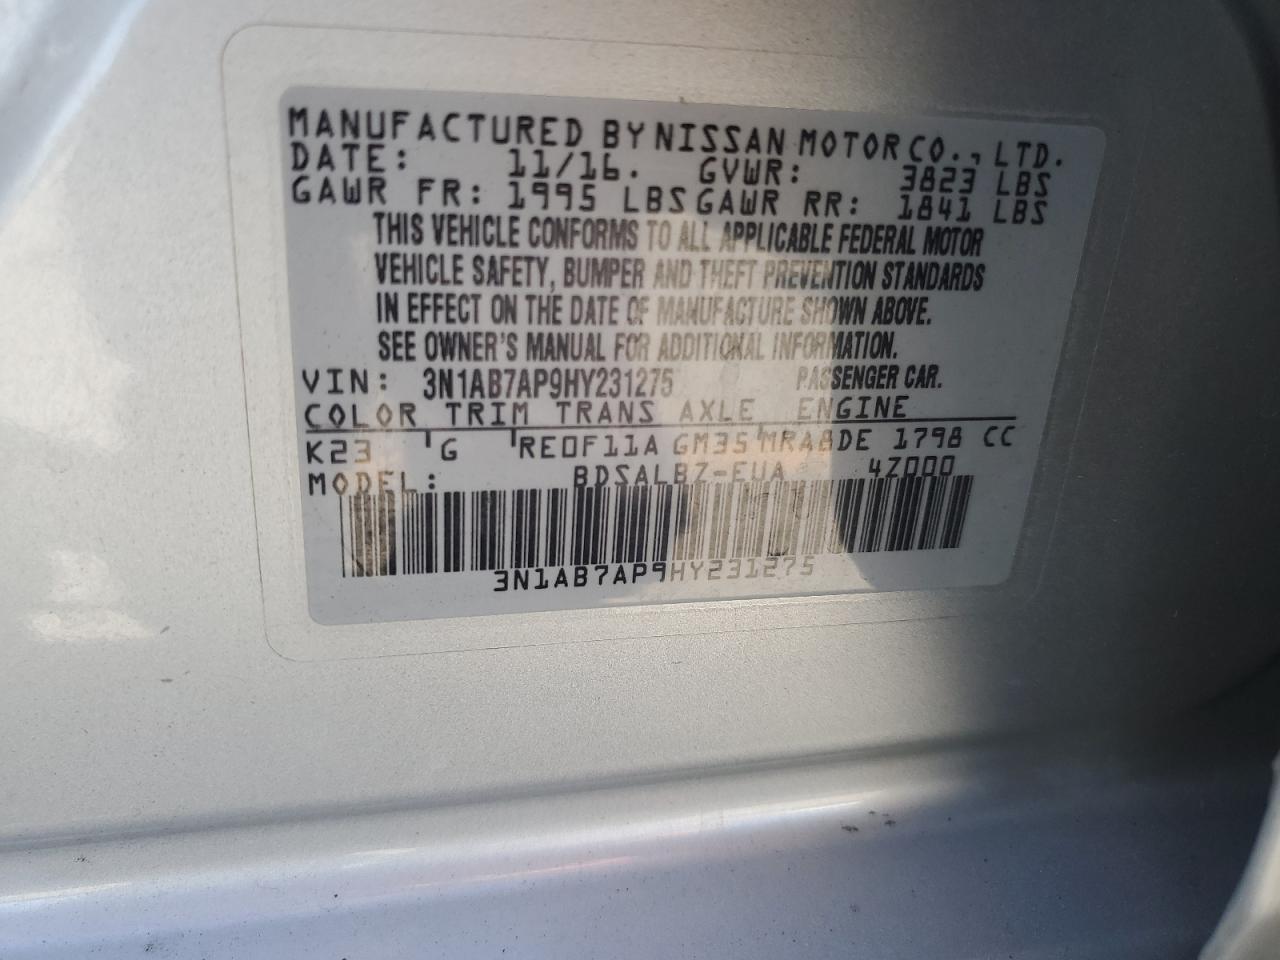 MANUFACTURED BY NISSAN MOTOR CO., LTD.
DATE: 11/16. GVWR: 3823 LBS
GAWR FR: 1995 LBS GAWR RR: 1841 LBS
THIS VEHICLE CONFORMS TO ALL APPLICABLE FEDERAL MOTOR
VEHICLE SAFETY, BUMPER AND THEFT PREVENTION STANDARDS
IN EFFECT ON THE DATE OF MANUFACTURE SHOWN ABOVE.
SEE OWNER'S MANUAL FOR ADDITIONAL INFORMATION.
VIN: 3N1AB7AP9HY231275 PASSENGER CAR.
COLOR TRIM TRANS AXLE ENGINE
K23 G RE0F11A GM35 MRA8DE 1798 CC
MODEL: BDSALBZ-EUA 4Z000
3N1AB7AP9HY231275